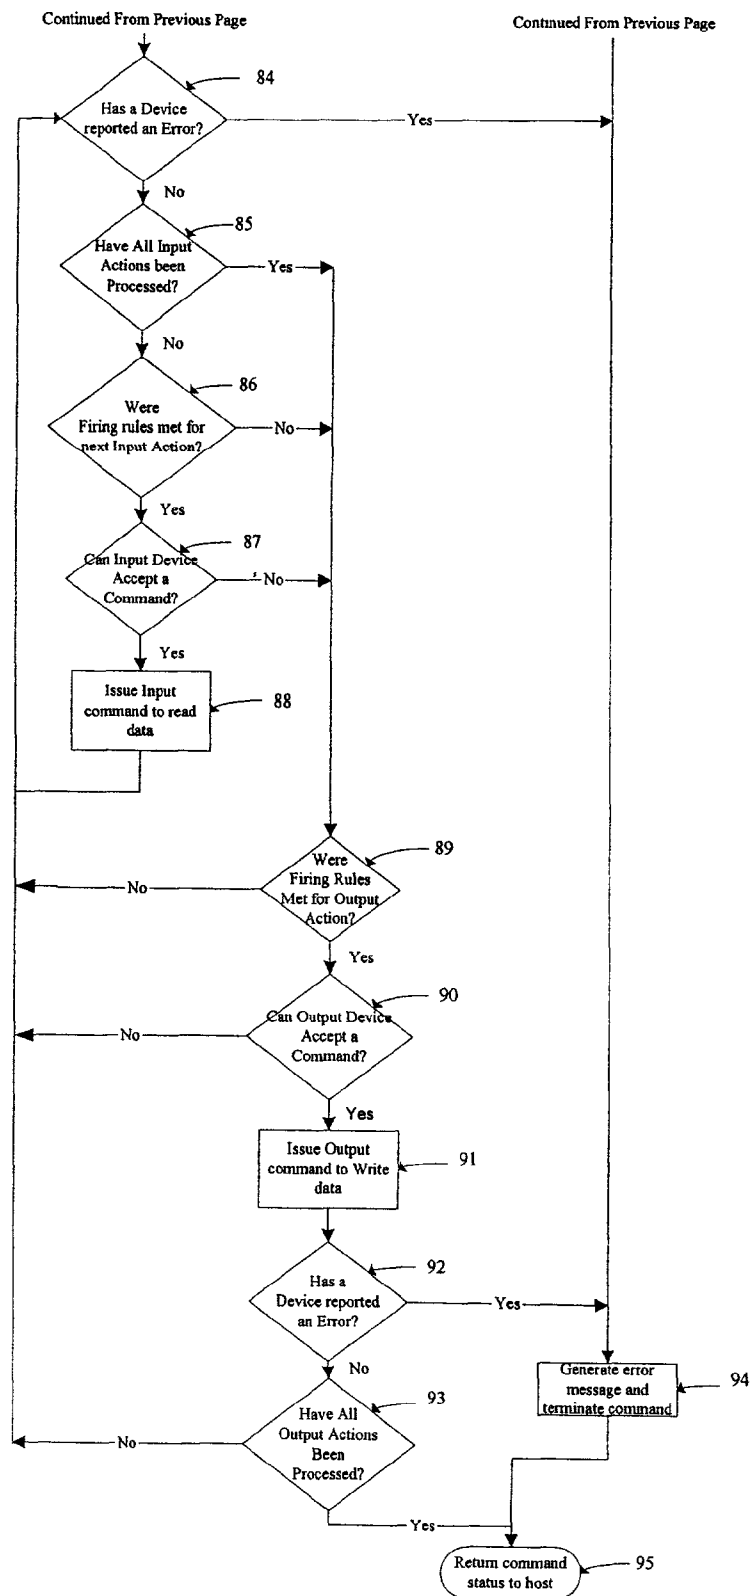 Continued From Previous Page
Continued From Previous Page
84
Has a Device
reported an Error?
Yes
No
85
Have All Input
Actions been
Processed?
Yes
No
86
Were
Firing rules met for
next Input Action?
No
Yes
87
Can Input Device
Accept a
Command?
No
Yes
Issue Input
command to read
data
88
89
Were
Firing Rules
Met for Output
Action?
No
Yes
90
Can Output Device
Accept a
Command?
No
Yes
Issue Output
command to Write
data
91
92
Has a
Device reported
an Error?
Yes
No
Generate error
message and
terminate command
94
93
Have All
Output Actions
Been
Processed?
No
Yes
Return command
status to host
95